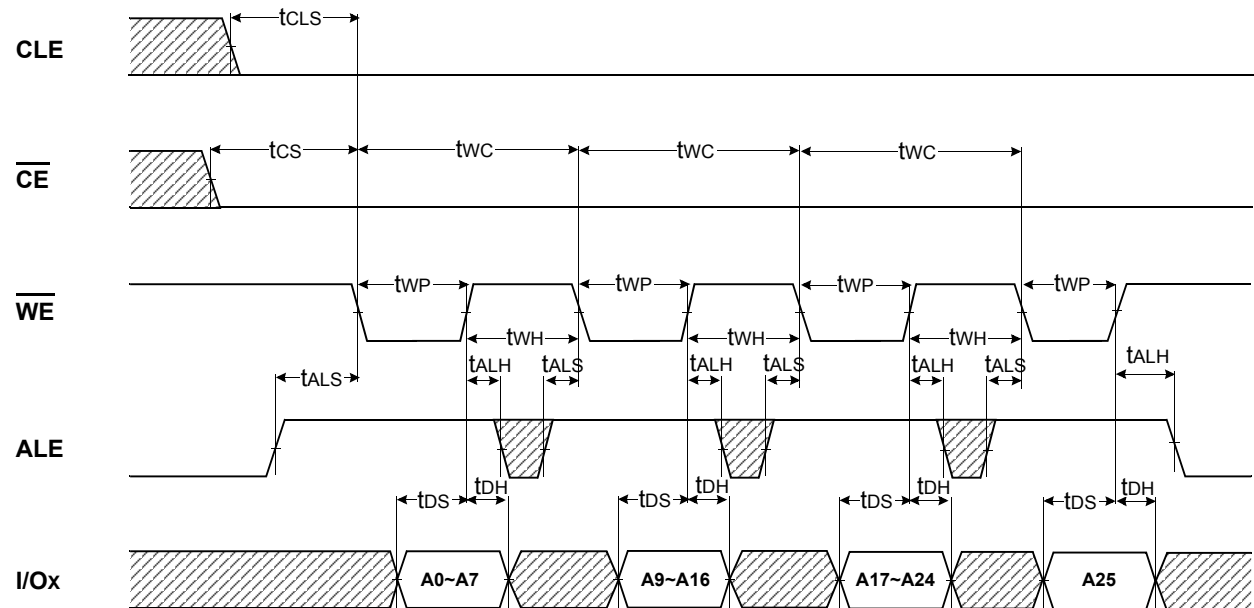 CLE
tCLS
CE
tCS
tWC
tWC
tWC
WE
tWP
tWP
tWP
tWP
tWH
tWH
tWH
tALS
tALH
tALS
tALH
tALS
tALH
tALS
tALH
ALE
tDS
tDH
tDS
tDH
tDS
tDH
tDS
tDH
I/Ox
A0~A7
A9~A16
A17~A24
A25